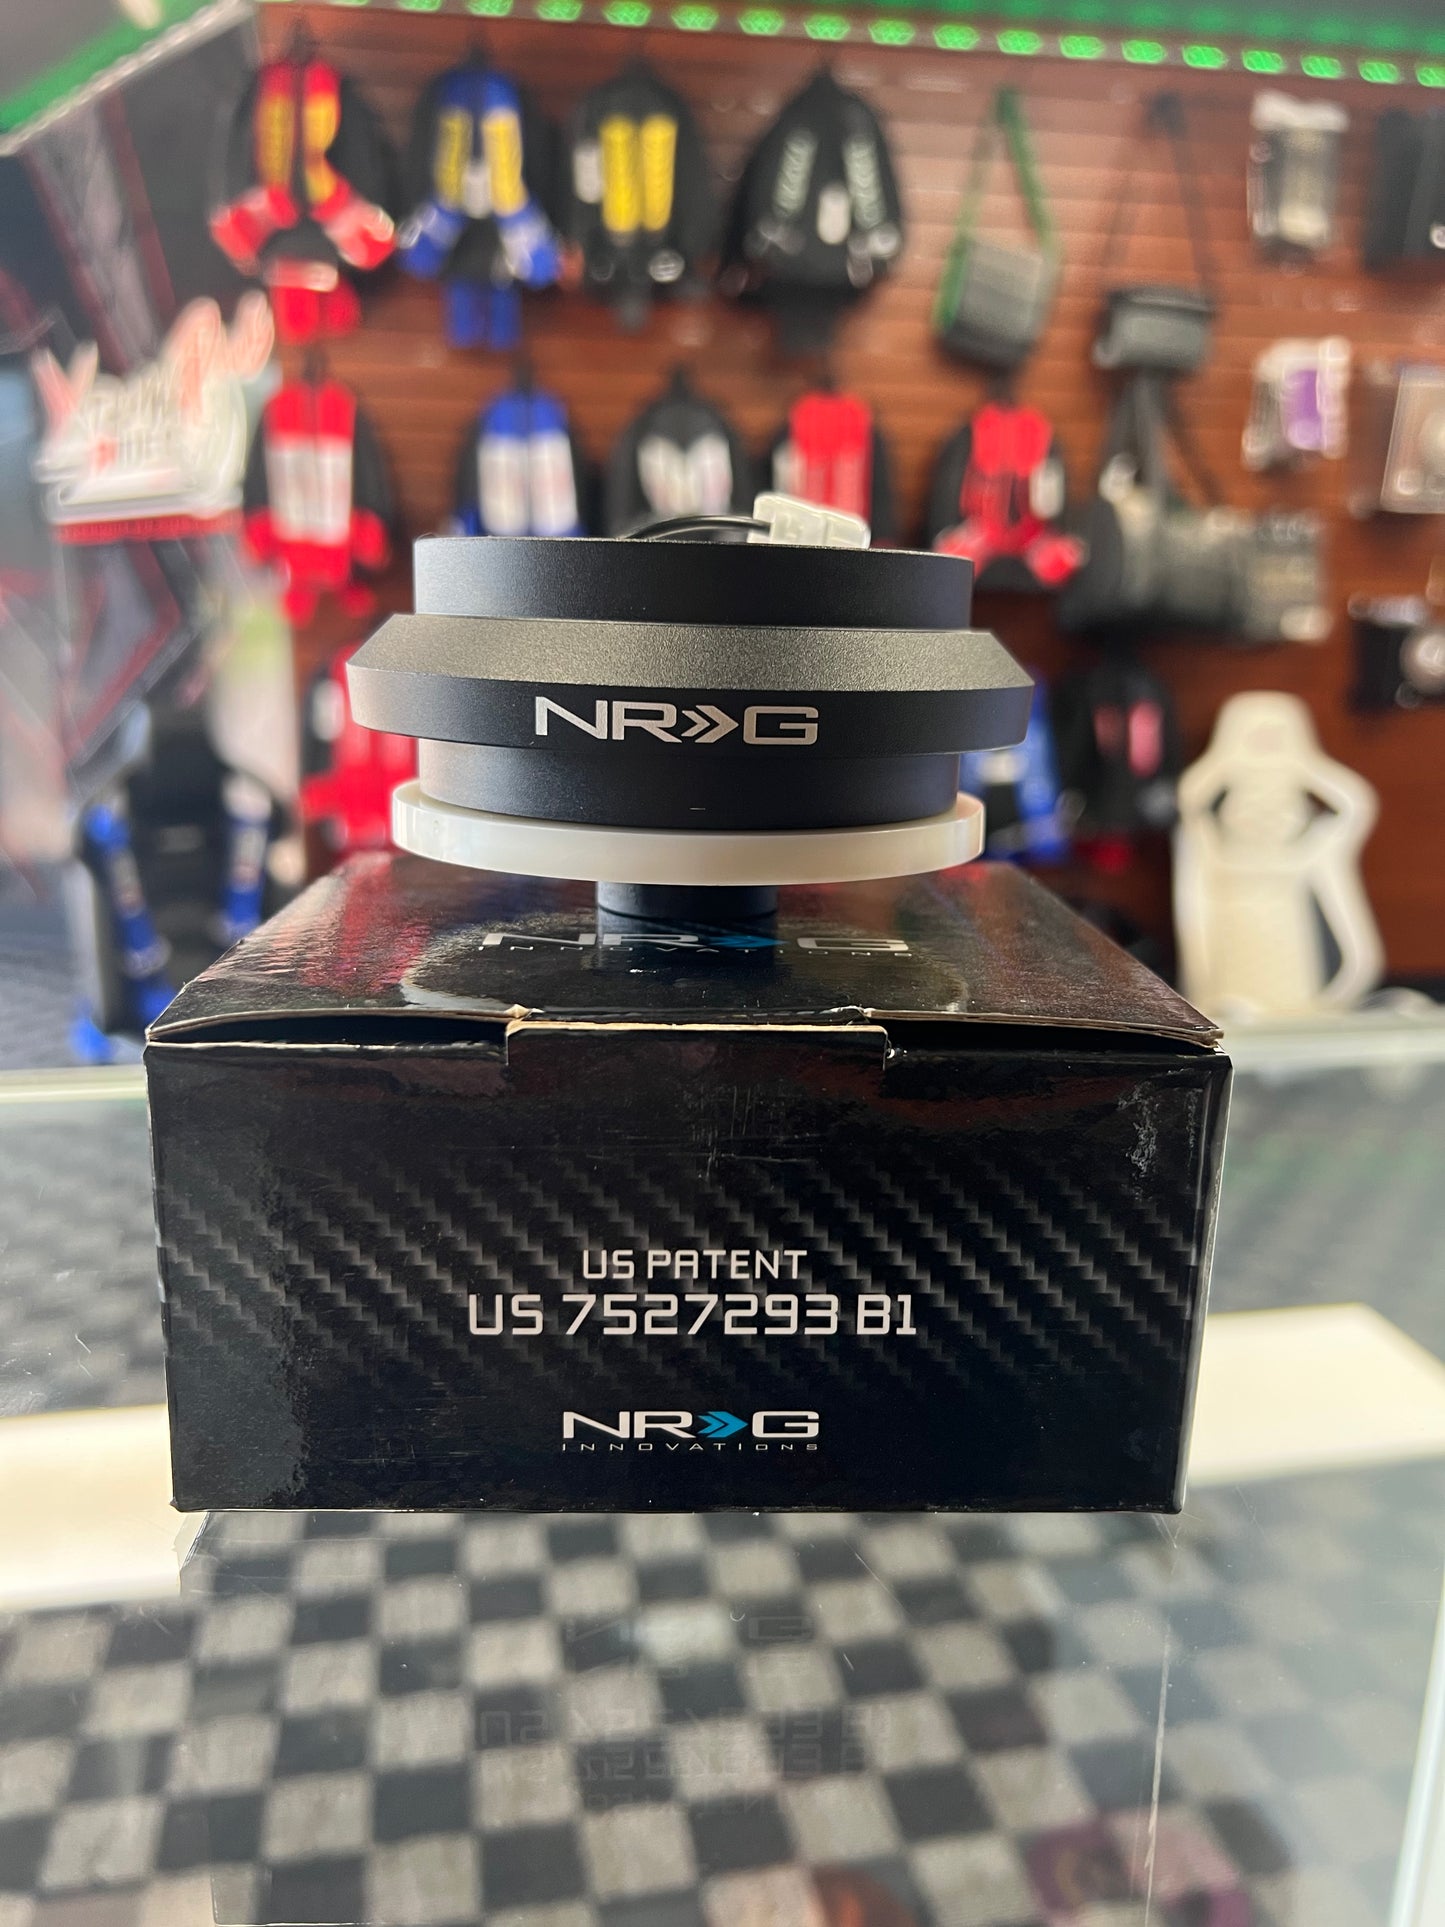 NRG
NRG
INNOVATIONS
US PATENT
US 7527293 B1
NRG
INNOVATIONS